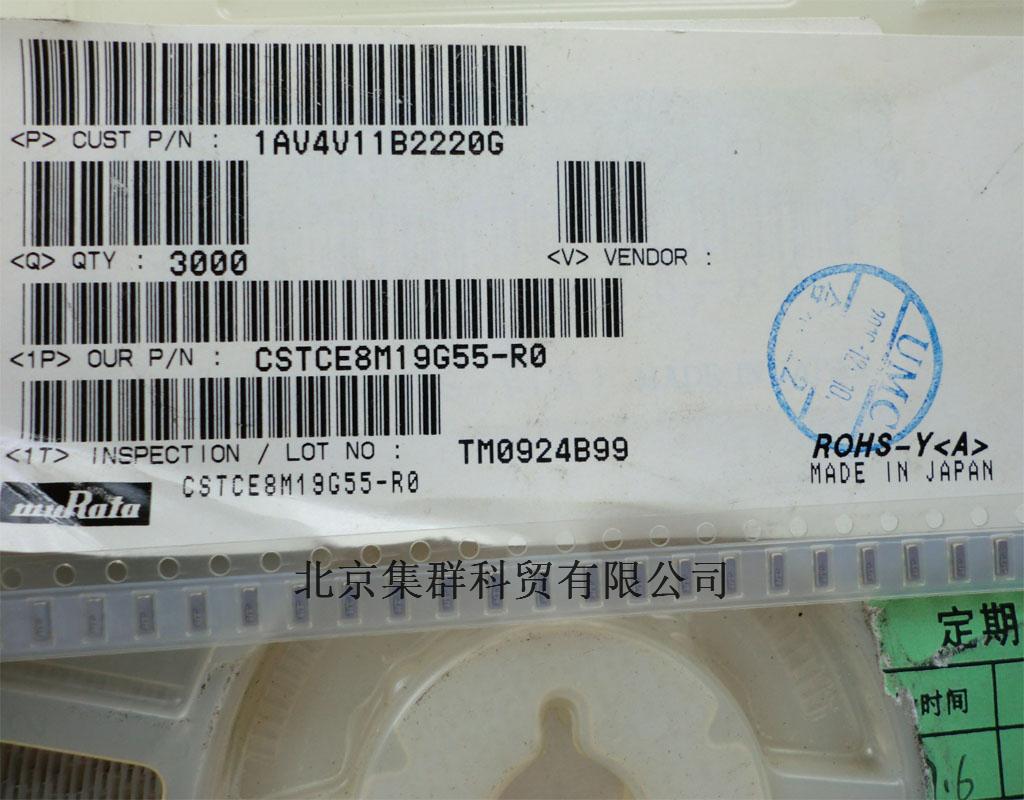 <P> CUST P/N : 1AV4V11B2220G
<Q> QTY : 3000
<V> VENDOR :
<1P> OUR P/N : CSTCE8M19G55-R0
<1T> INSPECTION / LOT NO : TM0924B99
UMC
ROHS-Y<A>
MADE IN JAPAN
muRata
CSTCE8M19G55-R0
北京集群科贸有限公司
定期
时间